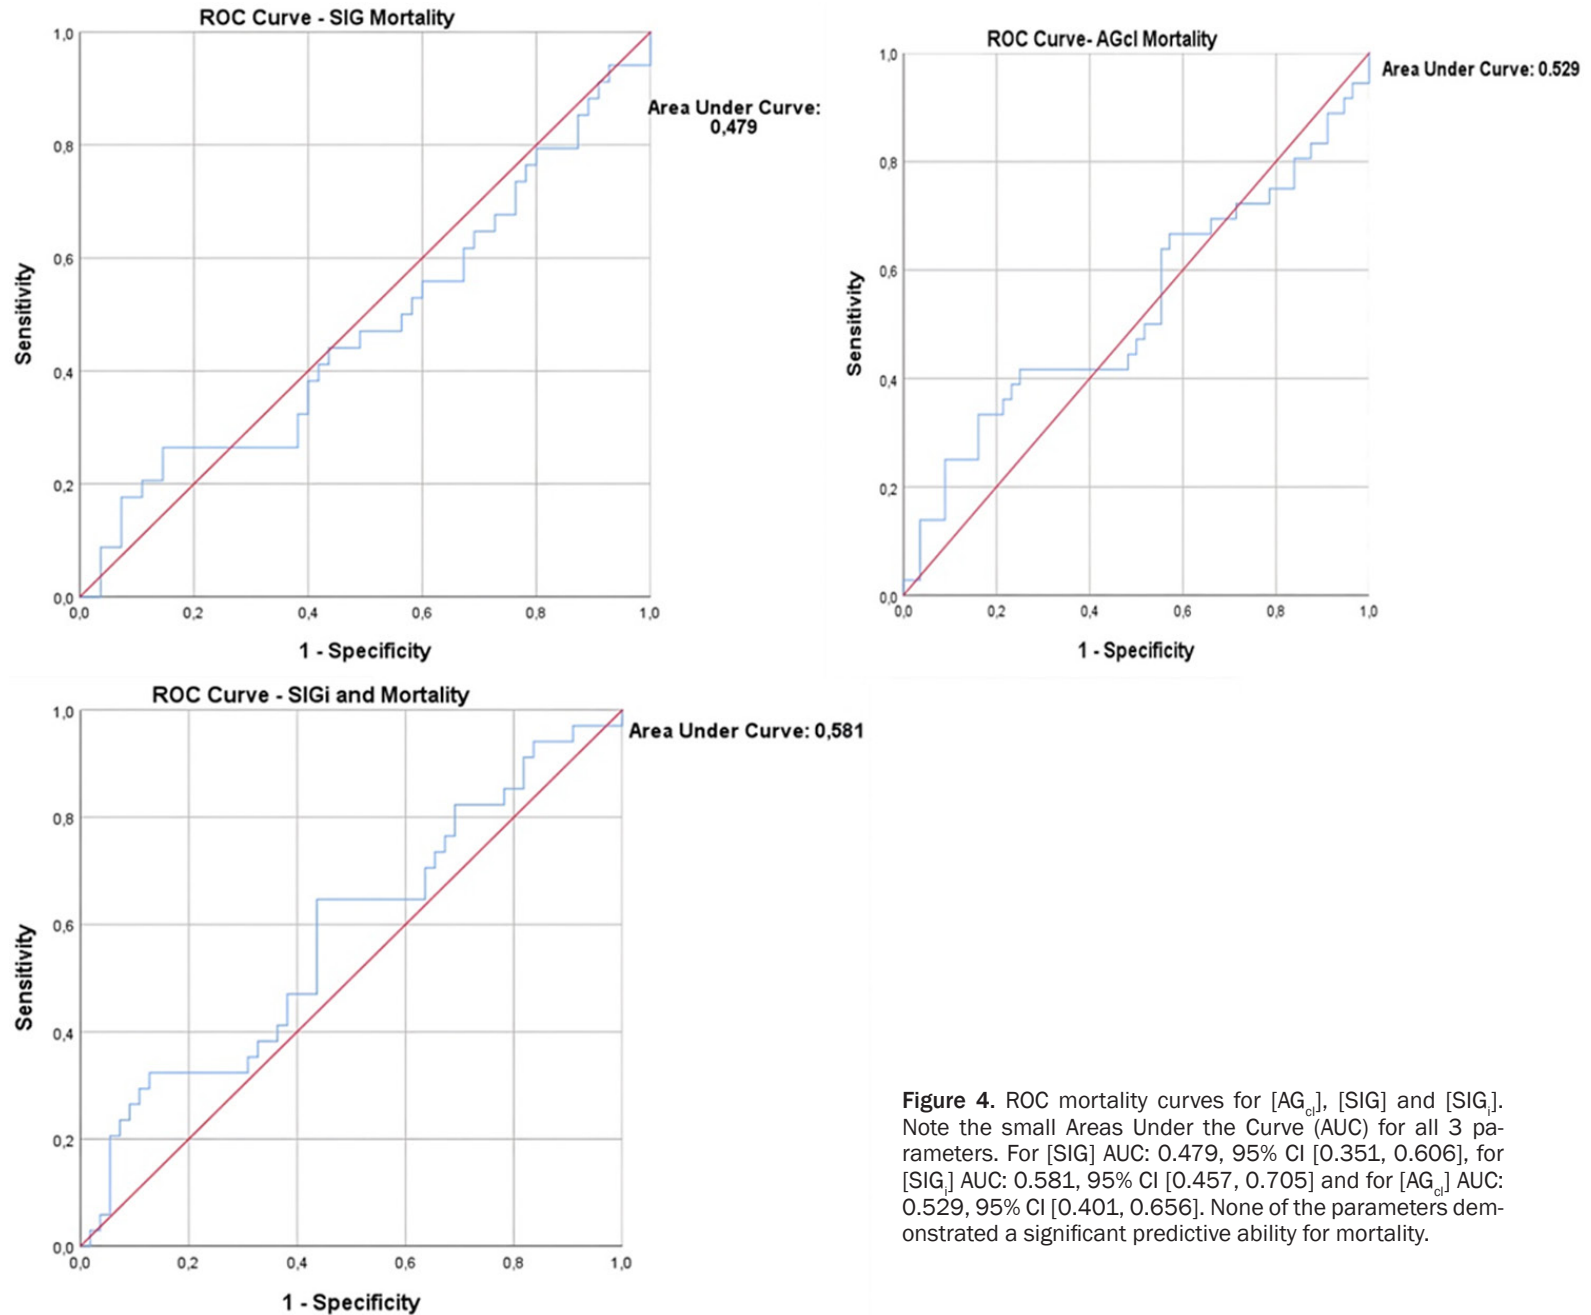 ROC Curve - SIG Mortality
1,0
0,8
0,6
0,4
0,2
0,0
0,0 0,2 0,4 0,6 0,8 1,0
Sensitivity
1 - Specificity
Area Under Curve:
0,479
ROC Curve- AGcl Mortality
1,0
0,8
0,6
0,4
0,2
0,0
0,0 0,2 0,4 0,6 0,8 1,0
Sensitivity
1 - Specificity
Area Under Curve: 0.529
ROC Curve - SIGi and Mortality
1,0
0,8
0,6
0,4
0,2
0,0
0,0 0,2 0,4 0,6 0,8 1,0
Sensitivity
1 - Specificity
Area Under Curve: 0,581
Figure 4. ROC mortality curves for [AGcl], [SIG] and [SIGi].
Note the small Areas Under the Curve (AUC) for all 3 pa-
rameters. For [SIG] AUC: 0.479, 95% CI [0.351, 0.606], for
[SIGi] AUC: 0.581, 95% CI [0.457, 0.705] and for [AGcl] AUC:
0.529, 95% CI [0.401, 0.656]. None of the parameters dem-
onstrated a significant predictive ability for mortality.